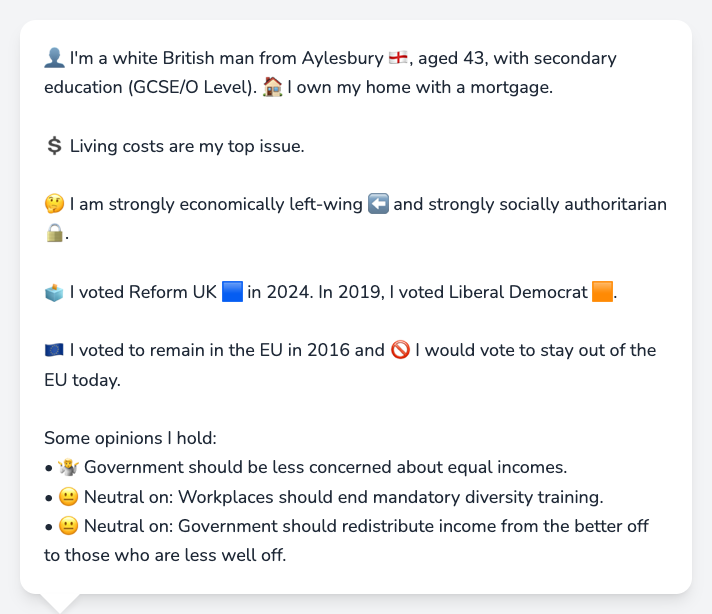 👤 I'm a white British man from Aylesbury 🏴󠁧󠁢󠁥󠁮󠁧󠁿, aged 43, with secondary
education (GCSE/O Level). 🏠 I own my home with a mortgage.
💲 Living costs are my top issue.
🤔 I am strongly economically left-wing ⬅️ and strongly socially authoritarian
🔒.
🗳️ I voted Reform UK 🟦 in 2024. In 2019, I voted Liberal Democrat 🟧.
🇪🇺 I voted to remain in the EU in 2016 and 🚫 I would vote to stay out of the
EU today.
Some opinions I hold:
• 🤷 Government should be less concerned about equal incomes.
• 😐 Neutral on: Workplaces should end mandatory diversity training.
• 😐 Neutral on: Government should redistribute income from the better off
to those who are less well off.